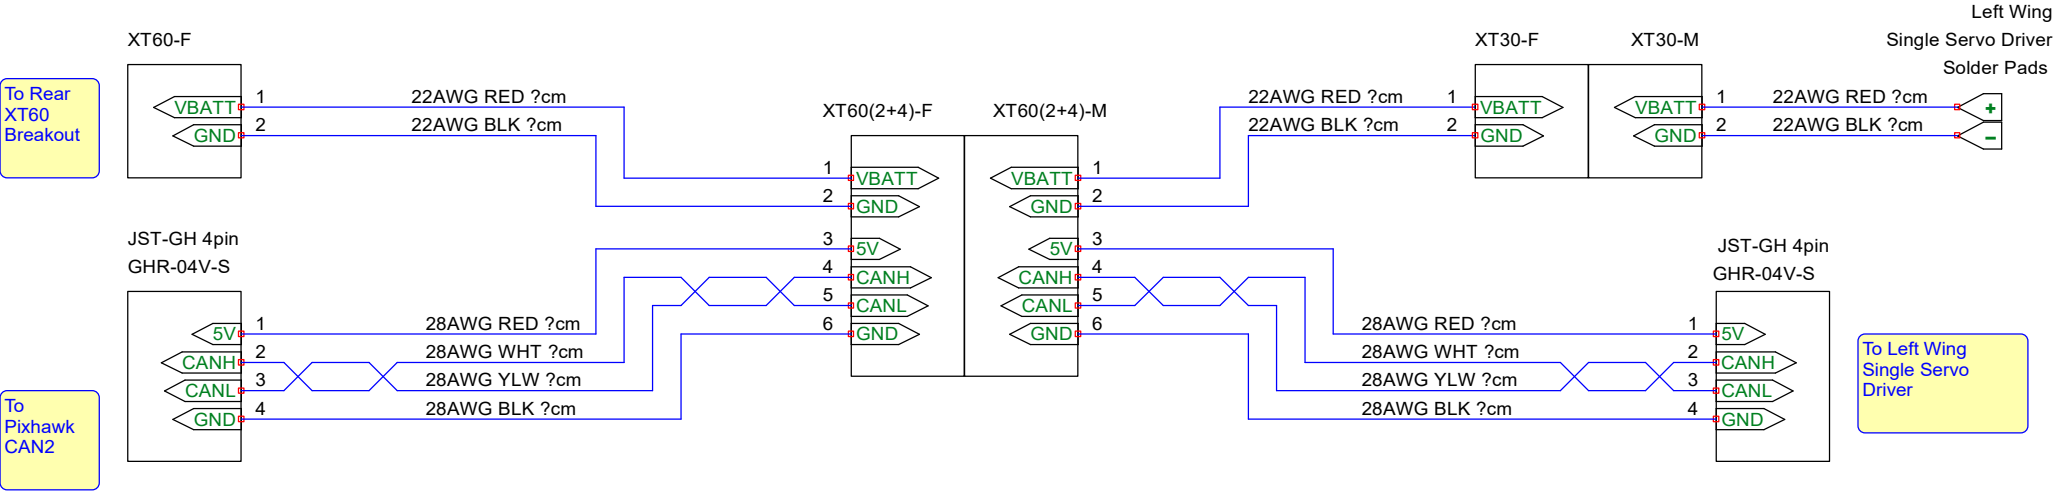 Left Wing
Single Servo Driver
Solder Pads
XT60-F
XT30-F
XT30-M
To Rear
XT60
Breakout
VBATT
1
22AWG RED ?cm
GND
2
22AWG BLK ?cm
XT60(2+4)-F
XT60(2+4)-M
22AWG RED ?cm
1
VBATT
22AWG BLK ?cm
2
GND
VBATT
1
22AWG RED ?cm
+
GND
2
22AWG BLK ?cm
−
1
VBATT
2
GND
3
5V
4
CANH
5
CANL
6
GND
VBATT
1
GND
2
5V
3
CANH
4
CANL
5
GND
6
JST-GH 4pin
GHR-04V-S
5V
1
28AWG RED ?cm
CANH
2
28AWG WHT ?cm
CANL
3
28AWG YLW ?cm
GND
4
28AWG BLK ?cm
To
Pixhawk
CAN2
JST-GH 4pin
GHR-04V-S
28AWG RED ?cm
1
5V
28AWG WHT ?cm
2
CANH
28AWG YLW ?cm
3
CANL
28AWG BLK ?cm
4
GND
To Left Wing
Single Servo
Driver